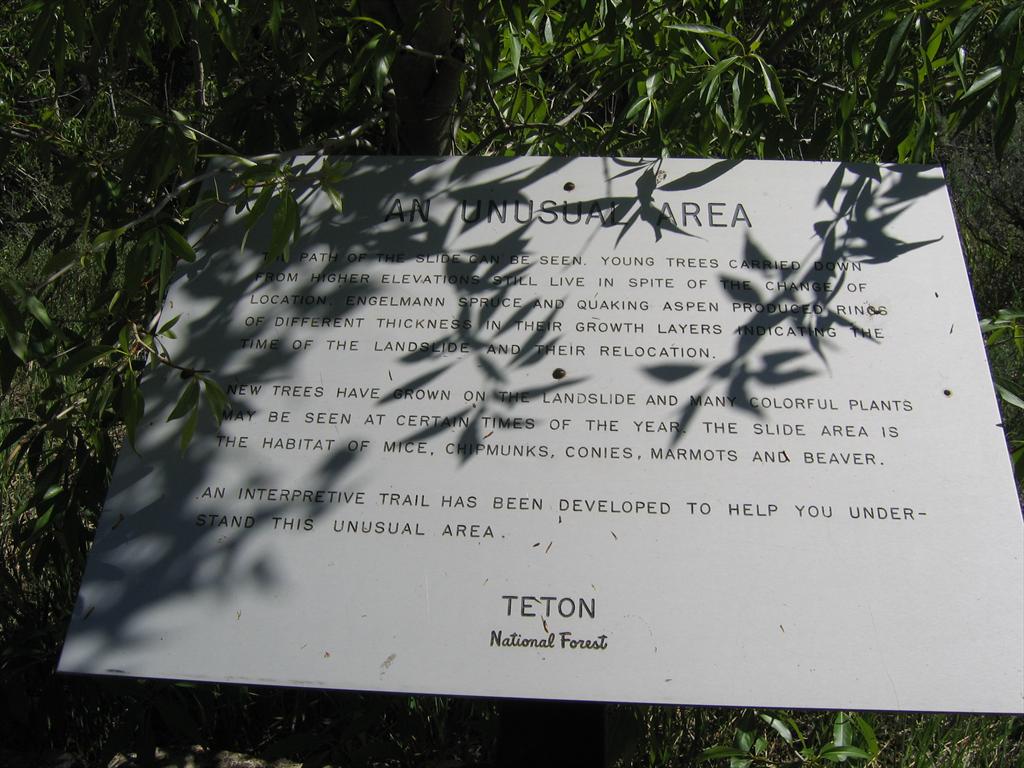 AN UNUSUAL AREA
THE PATH OF THE SLIDE CAN BE SEEN. YOUNG TREES CARRIED DOWN
FROM HIGHER ELEVATIONS STILL LIVE IN SPITE OF THE CHANGE OF
LOCATION. ENGELMANN SPRUCE AND QUAKING ASPEN PRODUCED RINGS
OF DIFFERENT THICKNESS IN THEIR GROWTH LAYERS INDICATING THE
TIME OF THE LANDSLIDE AND THEIR RELOCATION.
NEW TREES HAVE GROWN ON THE LANDSLIDE AND MANY COLORFUL PLANTS
MAY BE SEEN AT CERTAIN TIMES OF THE YEAR. THE SLIDE AREA IS
THE HABITAT OF MICE, CHIPMUNKS, CONIES, MARMOTS AND BEAVER.
AN INTERPRETIVE TRAIL HAS BEEN DEVELOPED TO HELP YOU UNDER-
STAND THIS UNUSUAL AREA.
TETON
National Forest